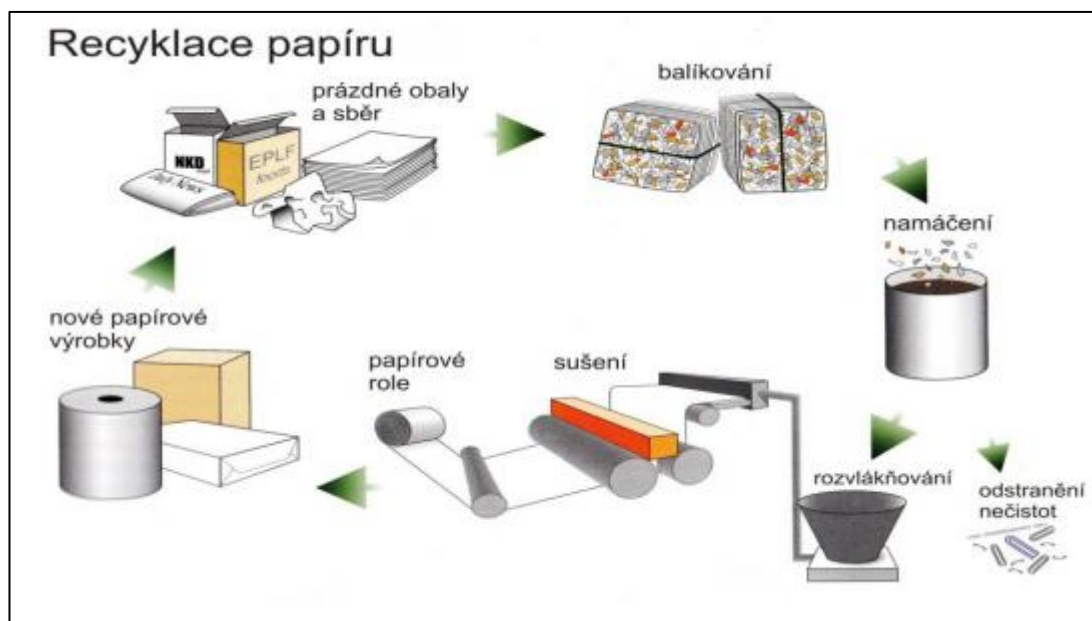 Recyklace papíru
prázdné obaly
a sběr
NKD
EPLF
balíkování
namáčení
rozvlákňování
odstranění
nečistot
sušení
papírové
role
nové papírové
výrobky